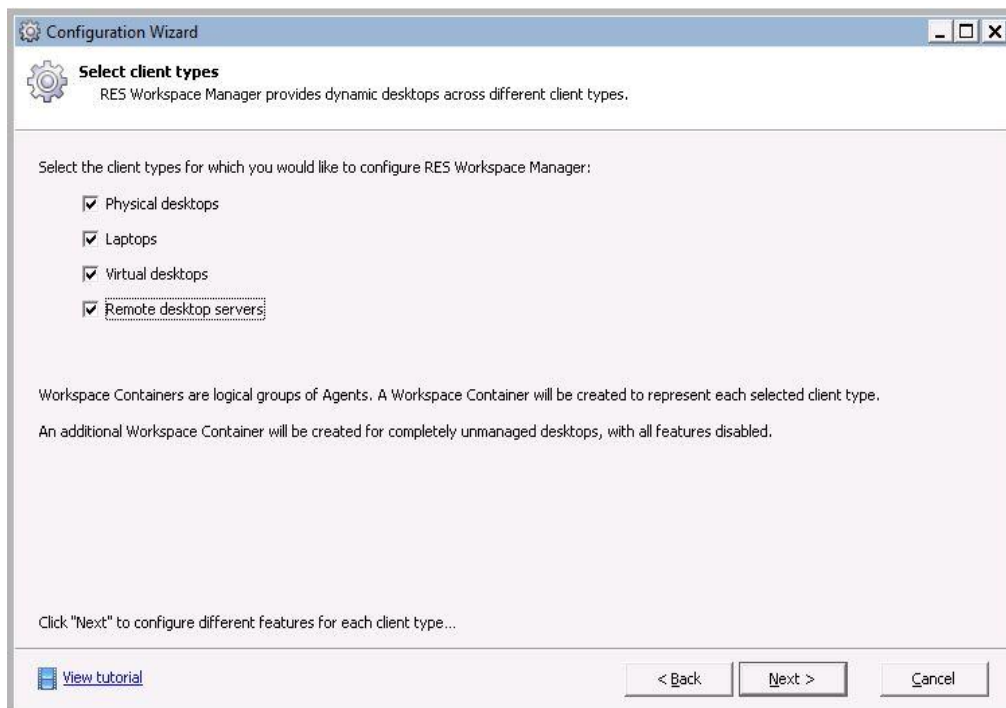 Configuration Wizard
Select client types
RES Workspace Manager provides dynamic desktops across different client types.
Select the client types for which you would like to configure RES Workspace Manager:
Physical desktops
Laptops
Virtual desktops
Remote desktop servers
Workspace Containers are logical groups of Agents. A Workspace Container will be created to represent each selected client type.
An additional Workspace Container will be created for completely unmanaged desktops, with all features disabled.
Click "Next" to configure different features for each client type...
View tutorial
< Back
Next >
Cancel